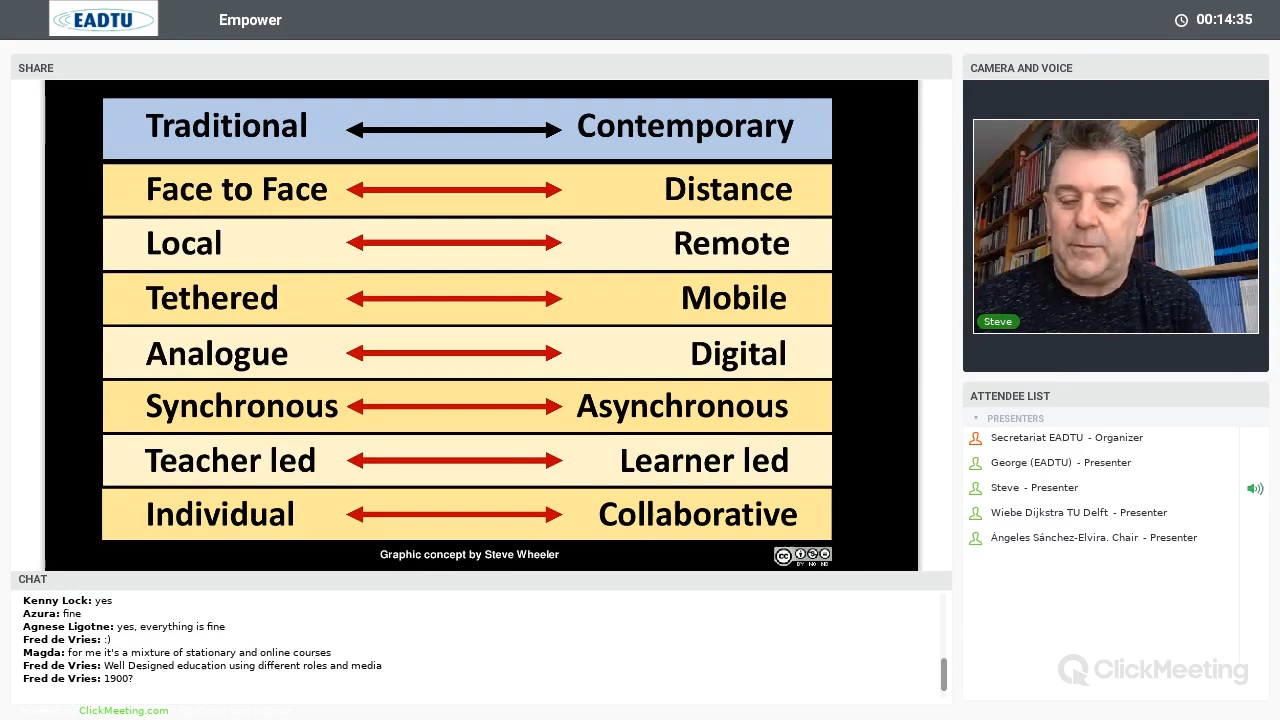 EADTU
Empower
00:14:35
SHARE
Traditional Contemporary
Face to Face Distance
Local Remote
Tethered Mobile
Analogue Digital
Synchronous Asynchronous
Teacher led Learner led
Individual Collaborative
Graphic concept by Steve Wheeler
cc
BY NC ND
CAMERA AND VOICE
Steve
ATTENDEE LIST
PRESENTERS
Secretariat EADTU - Organizer
George (EADTU) - Presenter
Steve - Presenter
Wiebe Dijkstra TU Delft - Presenter
Ángeles Sánchez-Elvira. Chair - Presenter
CHAT
Kenny Lock: yes
Azura: fine
Agnese Ligotne: yes, everything is fine
Fred de Vries: :)
Magda: for me it's a mixture of stationary and online courses
Fred de Vries: Well Designed education using different roles and media
Fred de Vries: 1900?
ClickMeeting
ClickMeeting.com